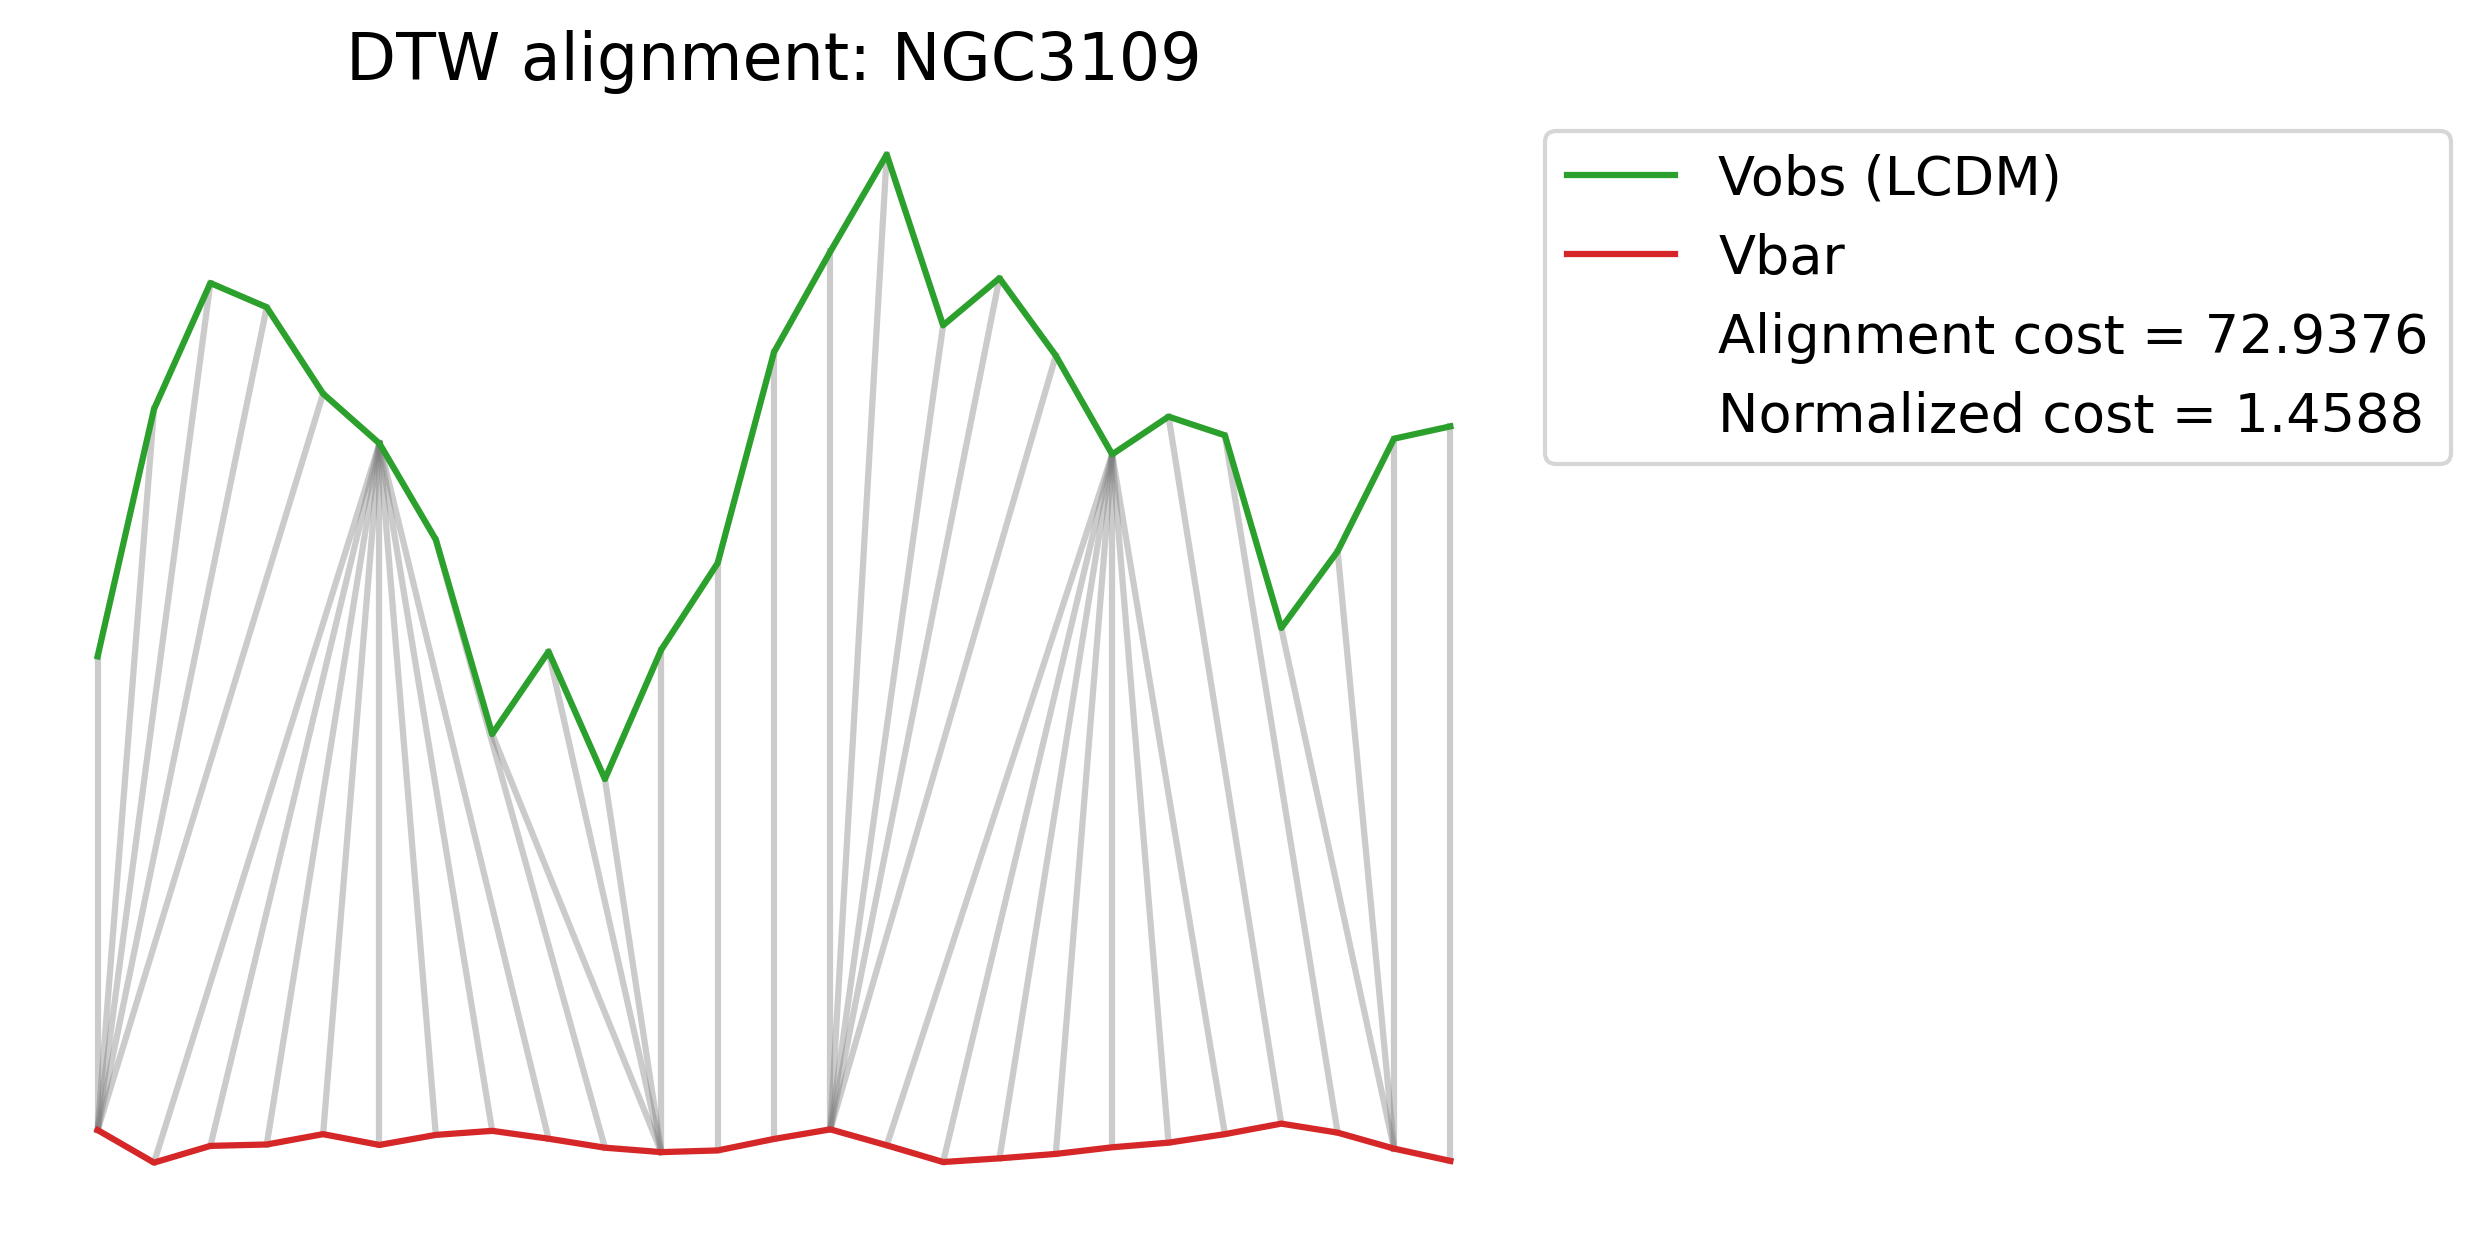 DTW alignment: NGC3109
Vobs (LCDM)
Vbar
Alignment cost = 72.9376
Normalized cost = 1.4588